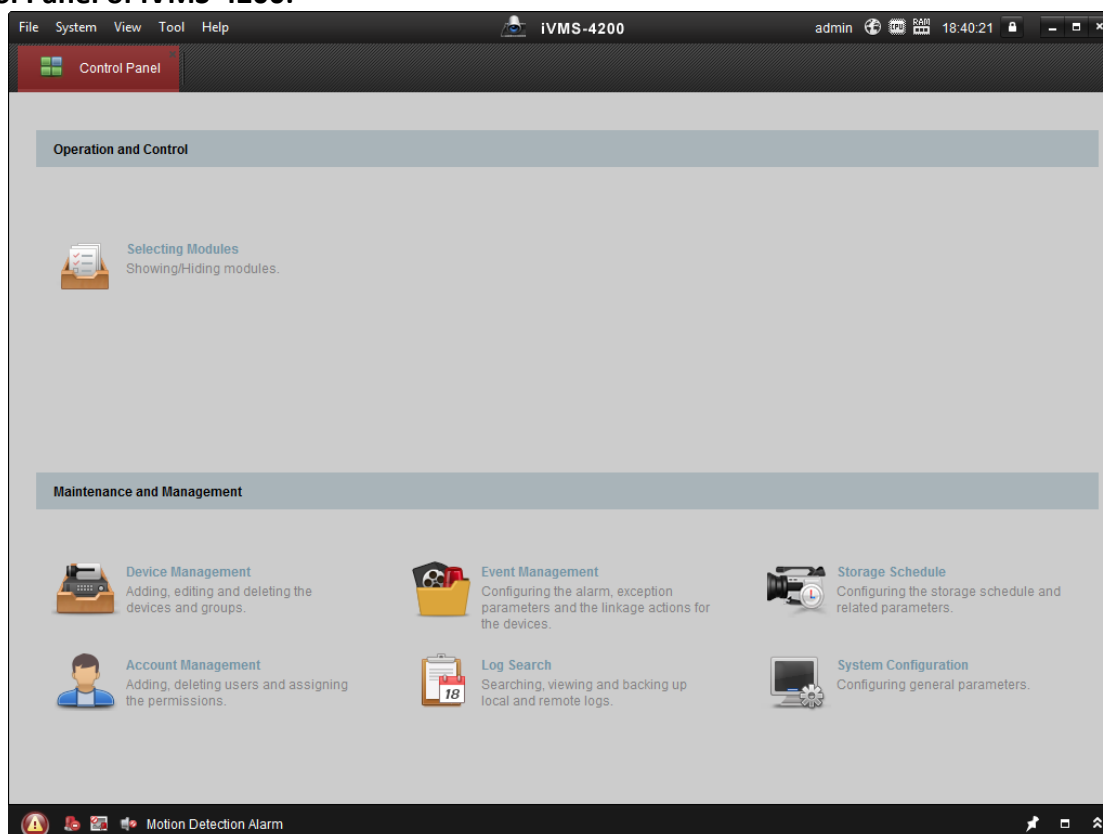 File System View Tool Help iVMS-4200 admin CPU RAM 18:40:21
Control Panel
Operation and Control
Selecting Modules
Showing/Hiding modules.
Maintenance and Management
Device Management
Adding, editing and deleting the
devices and groups.
Event Management
Configuring the alarm, exception
parameters and the linkage actions for
the devices.
Storage Schedule
Configuring the storage schedule and
related parameters.
Account Management
Adding, deleting users and assigning
the permissions.
18
Log Search
Searching, viewing and backing up
local and remote logs.
System Configuration
Configuring general parameters.
Motion Detection Alarm